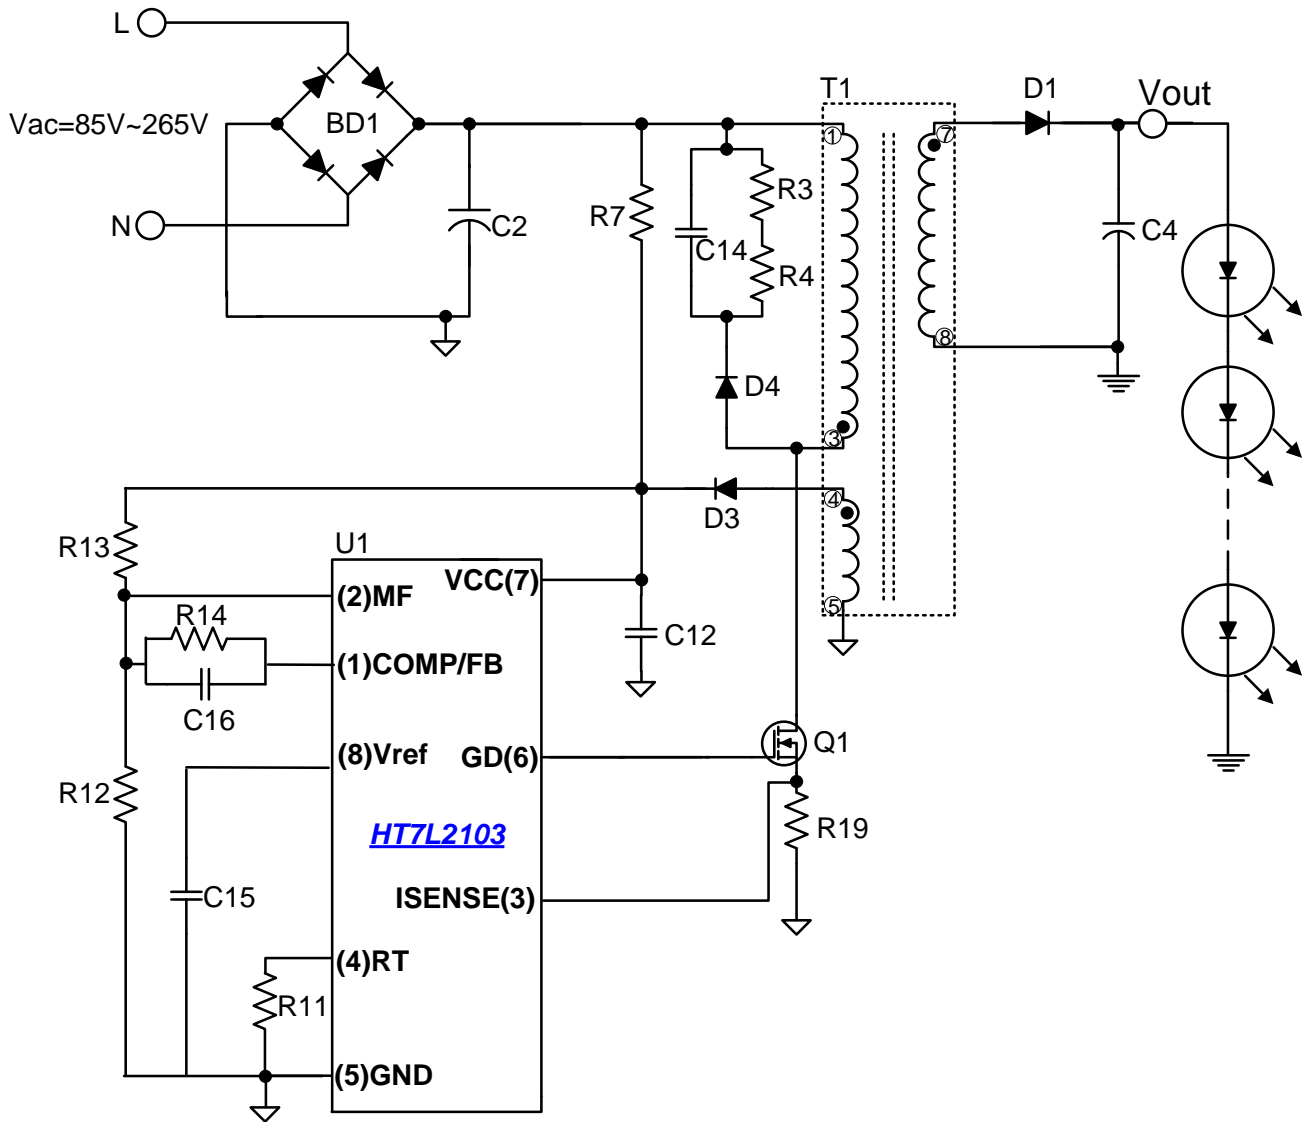 L
T1
D1
Vout
Vac=85V~265V
BD1
1
7
R3
R7
N
C2
C14
C4
R4
8
D4
3
4
D3
R13
U1
VCC(7)
(2)MF
5
R14
C12
(1)COMP/FB
C16
Q1
(8)Vref
GD(6)
R12
HT7L2103
R19
C15
ISENSE(3)
(4)RT
R11
(5)GND